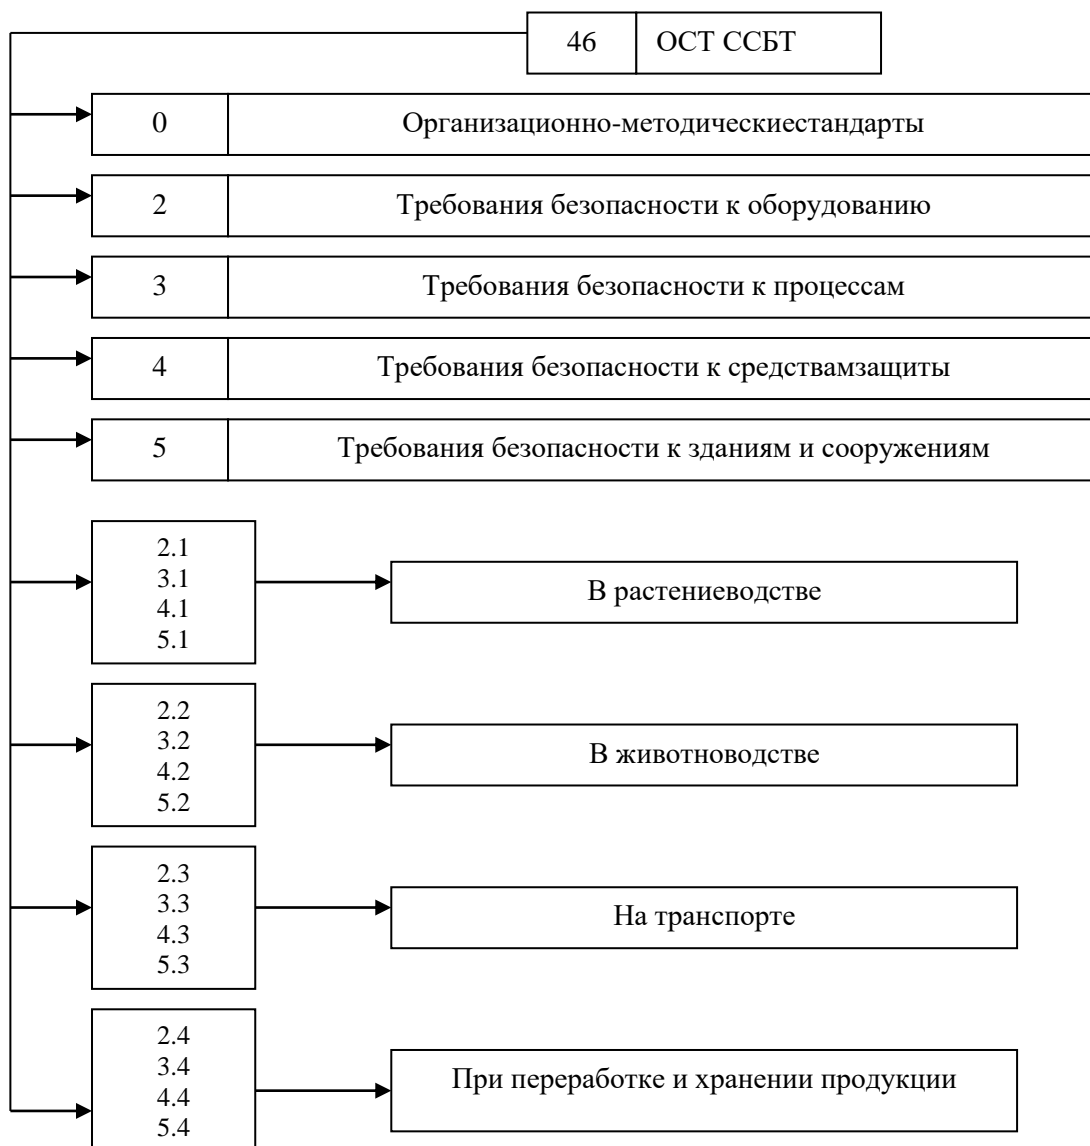 46 ОСТ ССБТ
0 Организационно-методическиестандарты
2 Требования безопасности к оборудованию
3 Требования безопасности к процессам
4 Требования безопасности к средствамзащиты
5 Требования безопасности к зданиям и сооружениям
2.1
3.1
4.1
5.1
В растениеводстве
2.2
3.2
4.2
5.2
В животноводстве
2.3
3.3
4.3
5.3
На транспорте
2.4
3.4
4.4
5.4
При переработке и хранении продукции